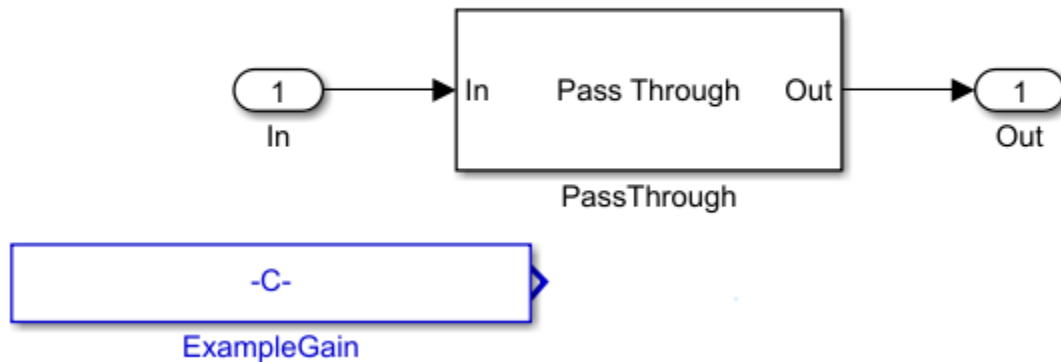 1
In
In Pass Through Out
PassThrough
1
Out
-C-
ExampleGain